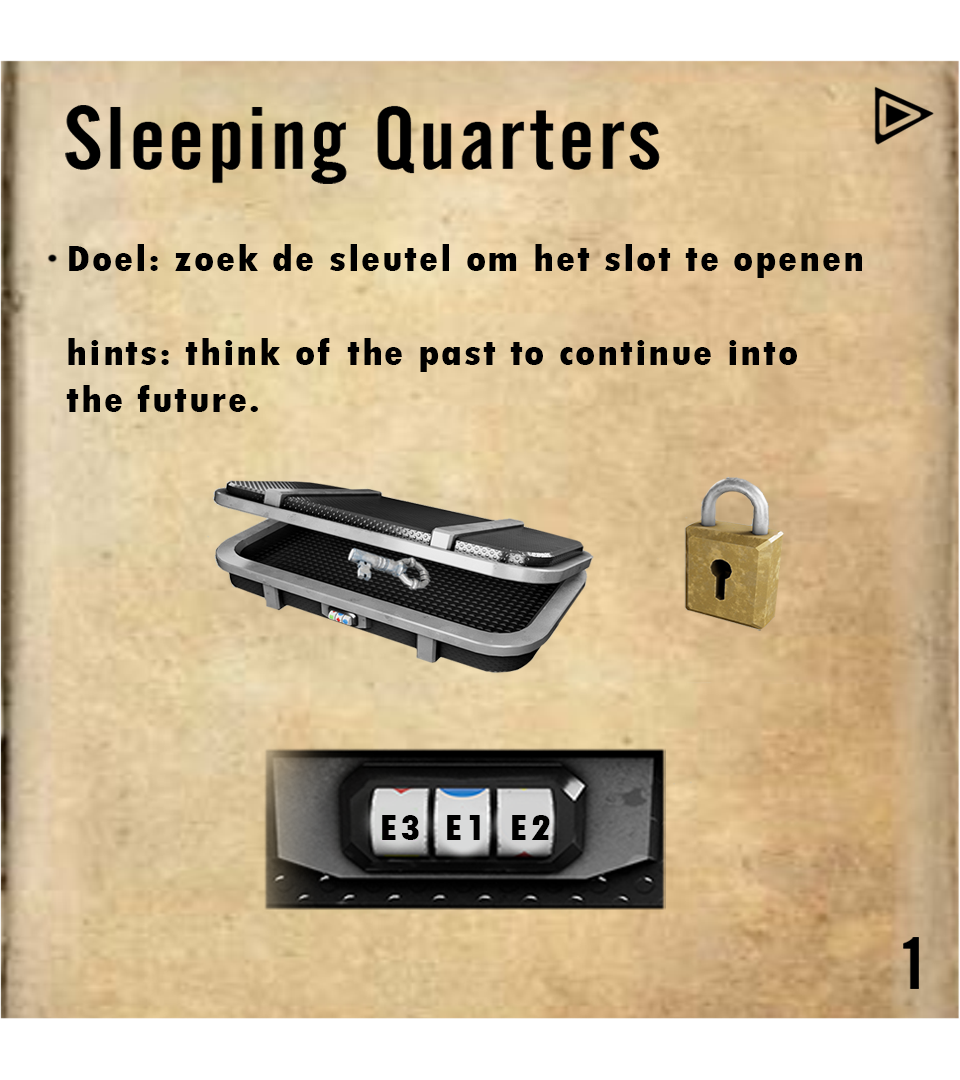 Sleeping Quarters
· Doel: zoek de sleutel om het slot te openen
hints: think of the past to continue into
the future.
E3 E1 E2
1